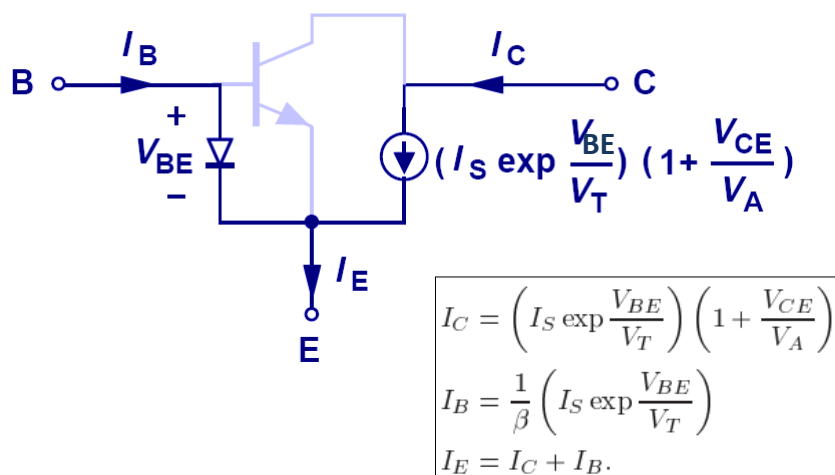 I_B
I_C
B
C
+
V_BE
−
(I_S exp V_BE/V_T) (1+ V_CE/V_A)
I_E
E
I_C = (I_S exp V_BE/V_T) (1 + V_CE/V_A)
I_B = 1/β (I_S exp V_BE/V_T)
I_E = I_C + I_B.